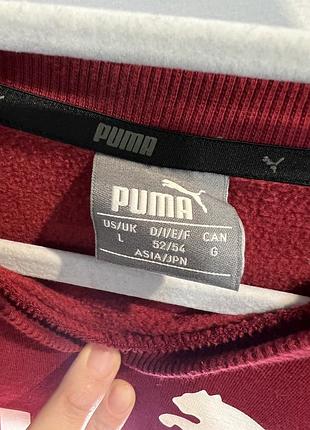 PUMA
PUMA
US/UK D/I/E/F CAN
L 52/54 G
ASIA/JPN